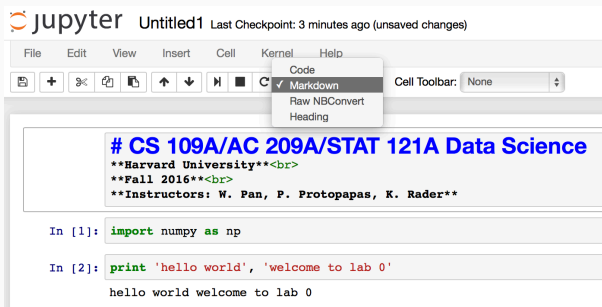 jupyter Untitled1 Last Checkpoint: 3 minutes ago (unsaved changes)
File Edit View Insert Cell Kernel Help
Code
Markdown
Raw NBConvert
Heading
Cell Toolbar: None
# CS 109A/AC 209A/STAT 121A Data Science
**Harvard University**<br>
**Fall 2016**<br>
**Instructors: W. Pan, P. Protopapas, K. Rader**
In [1]: import numpy as np
In [2]: print 'hello world', 'welcome to lab 0'
hello world welcome to lab 0